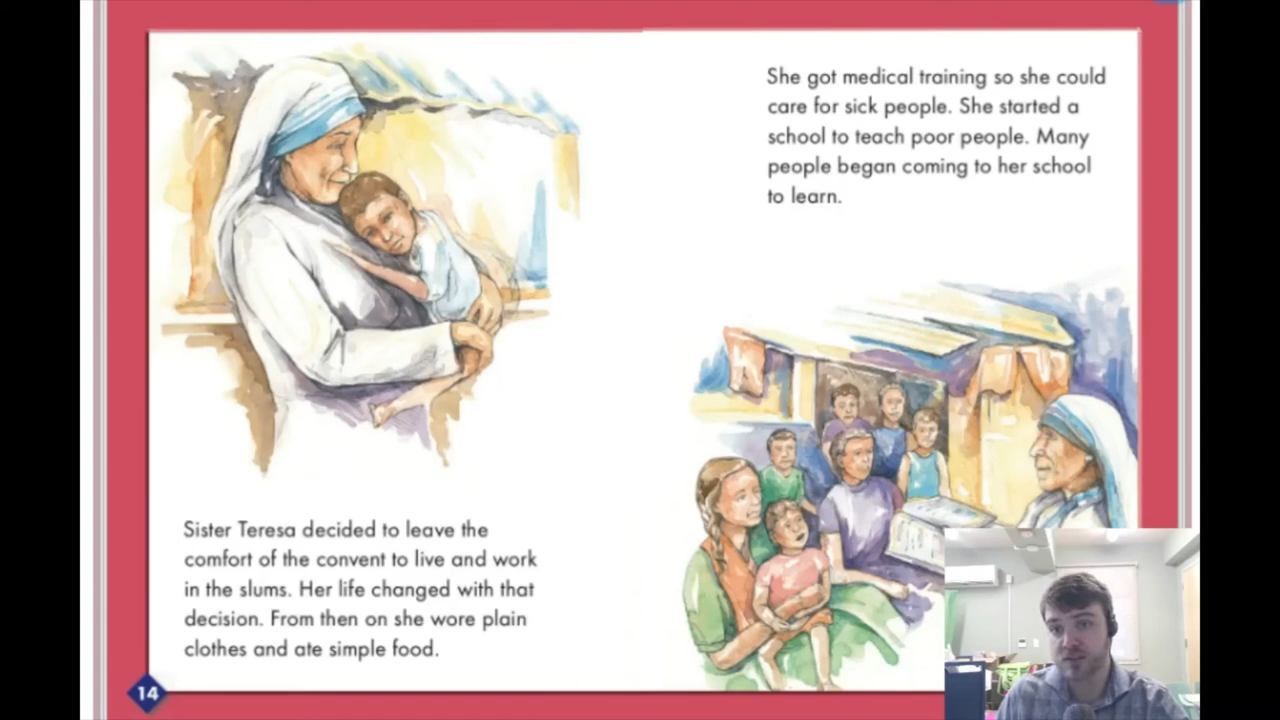 Sister Teresa decided to leave the
comfort of the convent to live and work
in the slums. Her life changed with that
decision. From then on she wore plain
clothes and ate simple food.
14
She got medical training so she could
care for sick people. She started a
school to teach poor people. Many
people began coming to her school
to learn.